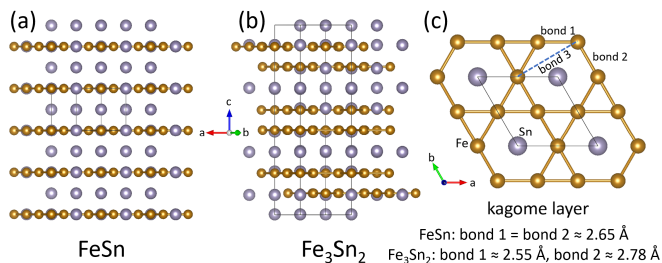 (a)
(b)
(c)
bond 1
bond 2
bond 3
Sn
Fe
c
a
b
b
a
kagome layer
FeSn
Fe₃Sn₂
FeSn: bond 1 = bond 2 ≈ 2.65 Å
Fe₃Sn₂: bond 1 ≈ 2.55 Å, bond 2 ≈ 2.78 Å